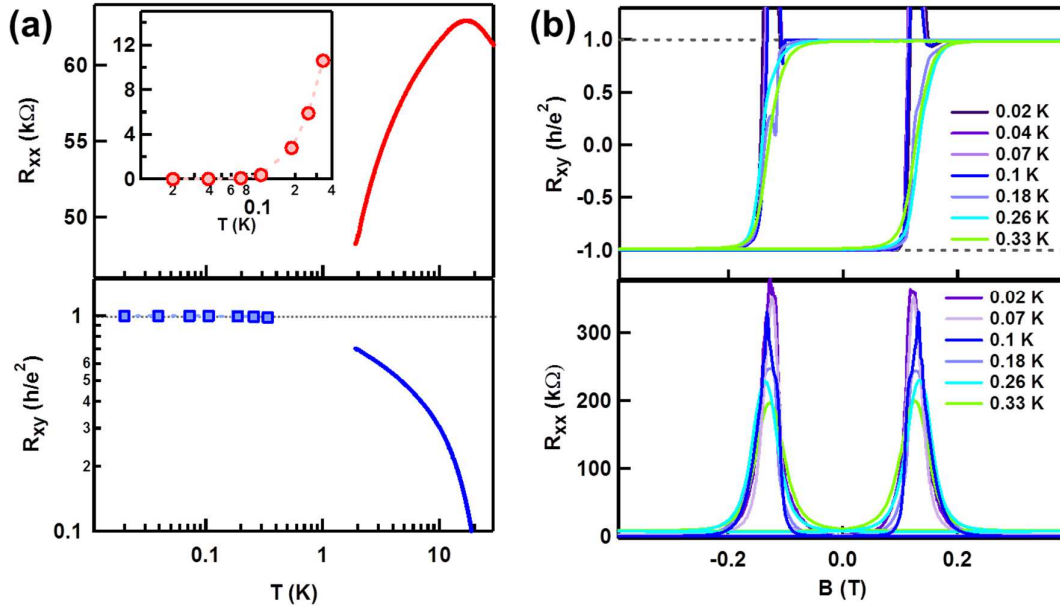 (a)
12
8
4
0
2
4
6
8
0.1
2
4
T (K)
60
55
50
Rxx (kΩ)
1
8
6
5
4
3
2
0.1
Rxy (h/e²)
0.1
1
10
T (K)
(b)
1.0
0.5
0.0
-0.5
-1.0
Rxy (h/e²)
0.02 K
0.04 K
0.07 K
0.1 K
0.18 K
0.26 K
0.33 K
300
200
100
0
Rxx (kΩ)
0.02 K
0.07 K
0.1 K
0.18 K
0.26 K
0.33 K
-0.2
0.0
0.2
B (T)